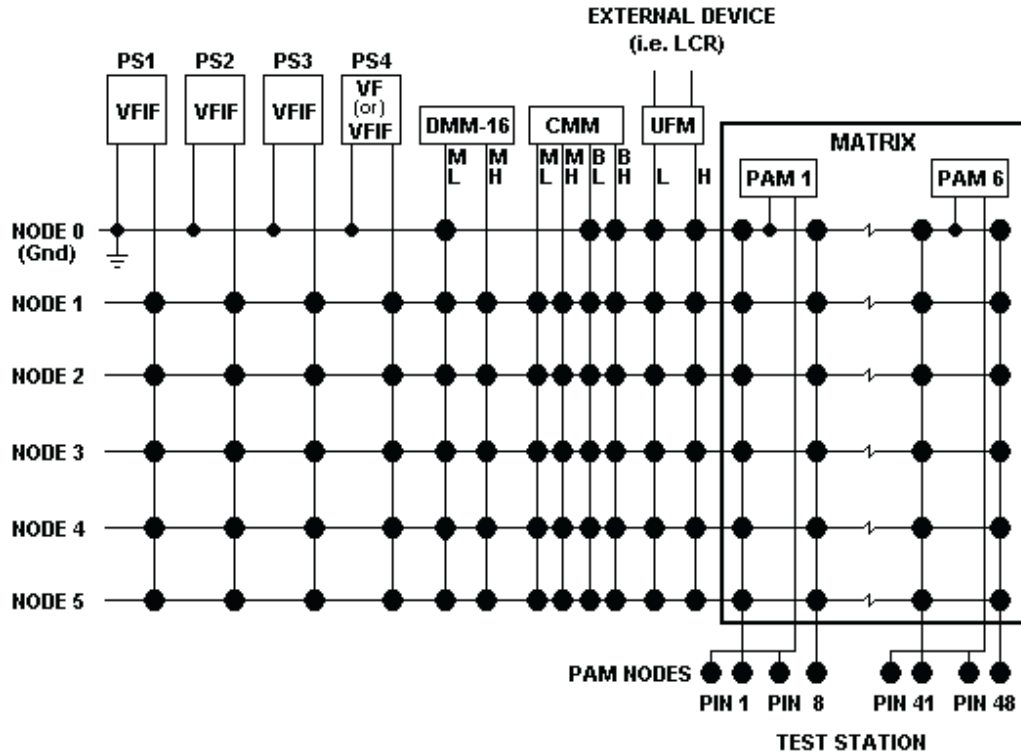 EXTERNAL DEVICE
(i.e. LCR)
PS1 PS2 PS3 PS4
VFIF VFIF VFIF VF
(or)
VFIF
DMM-16 CMM UFM
MATRIX
M M M M B B
L H L H L H L H
PAM 1 PAM 6
NODE 0
(Gnd)
NODE 1
NODE 2
NODE 3
NODE 4
NODE 5
PAM NODES
PIN 1 PIN 8 PIN 41 PIN 48
TEST STATION